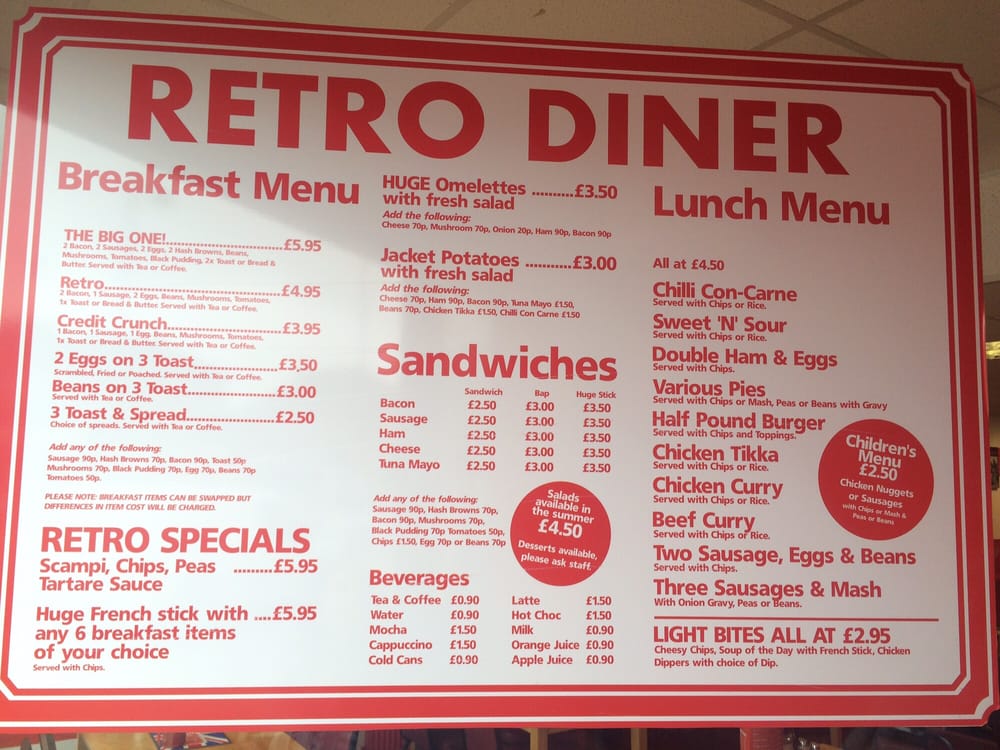 RETRO DINER
Breakfast Menu
THE BIG ONE!..............................£5.95
2 Bacon, 2 Sausages, 2 Eggs, 2 Hash Browns, Beans,
Mushrooms, Tomatoes, Black Pudding, 2x Toast or Bread &
Butter. Served with Tea or Coffee.
Retro..............................£4.95
2 Bacon, 1 Sausage, 2 Eggs, Beans, Mushrooms, Tomatoes,
1x Toast or Bread & Butter. Served with Tea or Coffee.
Credit Crunch..............................£3.95
1 Bacon, 1 Sausage, 1 Egg, Beans, Mushrooms, Tomatoes,
1x Toast or Bread & Butter. Served with Tea or Coffee.
2 Eggs on 3 Toast......................£3,50
Scrambled, Fried or Poached. Served with Tea or Coffee.
Beans on 3 Toast......................£3.00
Served with Tea or Coffee.
3 Toast & Spread......................£2.50
Choice of spreads. Served with Tea or Coffee.
Add any of the following:
Sausage 90p, Hash Browns 70p, Bacon 90p, Toast 50p
Mushrooms 70p, Black Pudding 70p, Egg 70p, Beans 70p
Tomatoes 50p.
PLEASE NOTE: BREAKFAST ITEMS CAN BE SWAPPED BUT
DIFFERENCES IN ITEM COST WILL BE CHARGED.
RETRO SPECIALS
Scampi, Chips, Peas .........£5.95
Tartare Sauce
Huge French stick with ....£5.95
any 6 breakfast items
of your choice
Served with Chips.
HUGE Omelettes ..........£3.50
with fresh salad
Add the following:
Cheese 70p, Mushroom 70p, Onion 20p, Ham 90p, Bacon 90p
Jacket Potatoes ...........£3.00
with fresh salad
Add the following:
Cheese 70p, Ham 90p, Bacon 90p, Tuna Mayo £1.50,
Beans 70p, Chicken Tikka £1.50, Chilli Con Carne £1.50
Sandwiches
Sandwich Bap Huge Stick
Bacon £2.50 £3.00 £3.50
Sausage £2.50 £3.00 £3.50
Ham £2.50 £3.00 £3.50
Cheese £2.50 £3.00 £3.50
Tuna Mayo £2.50 £3.00 £3.50
Add any of the following:
Sausage 90p, Hash Browns 70p,
Bacon 90p, Mushrooms 70p,
Black Pudding 70p Tomatoes 50p,
Chips £1.50, Egg 70p or Beans 70p
Salads
available in
the summer
£4.50
Desserts available,
please ask staff.
Beverages
Tea & Coffee £0.90 Latte £1.50
Water £0.90 Hot Choc £1.50
Mocha £1.50 Milk £0.90
Cappuccino £1.50 Orange Juice £0.90
Cold Cans £0.90 Apple Juice £0.90
Lunch Menu
All at £4.50
Chilli Con-Carne
Served with Chips or Rice.
Sweet 'N' Sour
Served with Chips or Rice.
Double Ham & Eggs
Served with Chips.
Various Pies
Served with Chips or Mash, Peas or Beans with Gravy
Half Pound Burger
Served with Chips and Toppings.
Chicken Tikka
Served with Chips or Rice.
Chicken Curry
Served with Chips or Rice.
Beef Curry
Served with Chips or Rice.
Two Sausage, Eggs & Beans
Served with Chips.
Three Sausages & Mash
With Onion Gravy, Peas or Beans.
Children's
Menu
£2.50
Chicken Nuggets
or Sausages
with Chips or Mash &
Peas or Beans
LIGHT BITES ALL AT £2.95
Cheesy Chips, Soup of the Day with French Stick, Chicken
Dippers with choice of Dip.